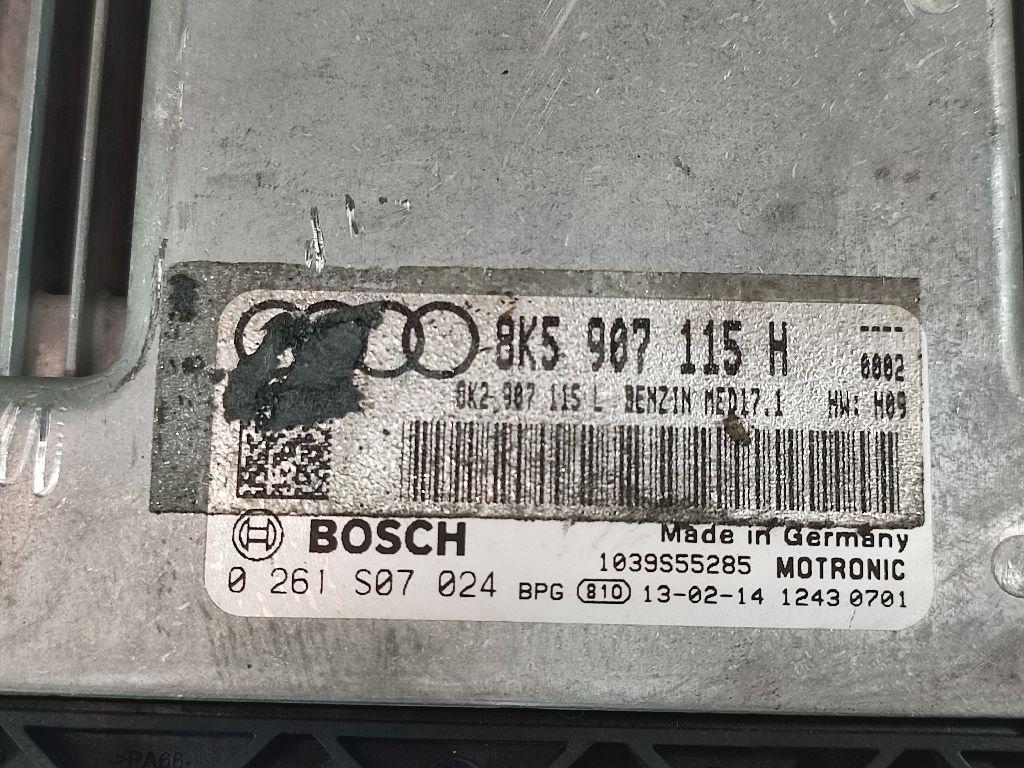 8K5 907 115 H
----
0002
8K2 907 115 L BENZIN MED17.1 HW: H09
BOSCH
Made in Germany
1039S55285 MOTRONIC
0 261 S07 024 BPG 810 13-02-14 1243 0701
>PA66-